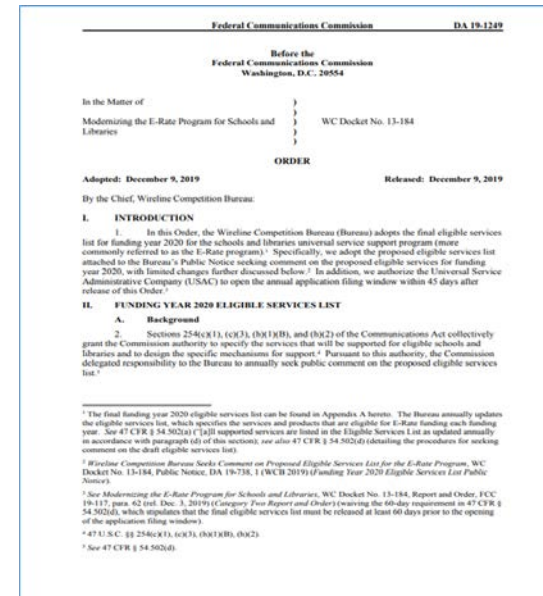 Federal Communications Commission DA 19-1249
Before the
Federal Communications Commission
Washington, D.C. 20554
In the Matter of )
)
Modernizing the E-Rate Program for Schools and ) WC Docket No. 13-184
Libraries )
)
ORDER
Adopted: December 9, 2019 Released: December 9, 2019
By the Chief, Wireline Competition Bureau:
I. INTRODUCTION
1. In this Order, the Wireline Competition Bureau (Bureau) adopts the final eligible services
list for funding year 2020 for the schools and libraries universal service support program (more
commonly referred to as the E-Rate program).¹ Specifically, we adopt the proposed eligible services list
attached to the Bureau's Public Notice seeking comment on the proposed eligible services for funding
year 2020, with limited changes further discussed below.² In addition, we authorize the Universal Service
Administrative Company (USAC) to open the annual application filing window within 45 days after
release of this Order.³
II. FUNDING YEAR 2020 ELIGIBLE SERVICES LIST
A. Background
2. Sections 254(c)(1), (c)(3), (h)(1)(B), and (h)(2) of the Communications Act collectively
grant the Commission authority to specify the services that will be supported for eligible schools and
libraries and to design the specific mechanisms for support.⁴ Pursuant to this authority, the Commission
delegated responsibility to the Bureau to annually seek public comment on the proposed eligible services
list.⁵
¹ The final funding year 2020 eligible services list can be found in Appendix A hereto. The Bureau annually updates
the eligible services list, which specifies the services and products that are eligible for E-Rate funding each funding
year. See 47 CFR § 54.502(a) ("[a]ll supported services are listed in the Eligible Services List as updated annually
in accordance with paragraph (d) of this section); see also 47 CFR § 54.502(d) (detailing the procedures for seeking
comment on the draft eligible services list).
² Wireline Competition Bureau Seeks Comment on Proposed Eligible Services List for the E-Rate Program, WC
Docket No. 13-184, Public Notice, DA 19-738, 1 (WCB 2019) (Funding Year 2020 Eligible Services List Public
Notice).
³ See Modernizing the E-Rate Program for Schools and Libraries, WC Docket No. 13-184, Report and Order, FCC
19-117, para. 62 (rel. Dec. 3, 2019) (Category Two Report and Order) (waiving the 60-day requirement in 47 CFR §
54.502(d), which stipulates that the final eligible services list must be released at least 60 days prior to the opening
of the application filing window).
⁴ 47 U.S.C. §§ 254(c)(1), (c)(3), (h)(1)(B), (h)(2).
⁵ See 47 CFR § 54.502(d).